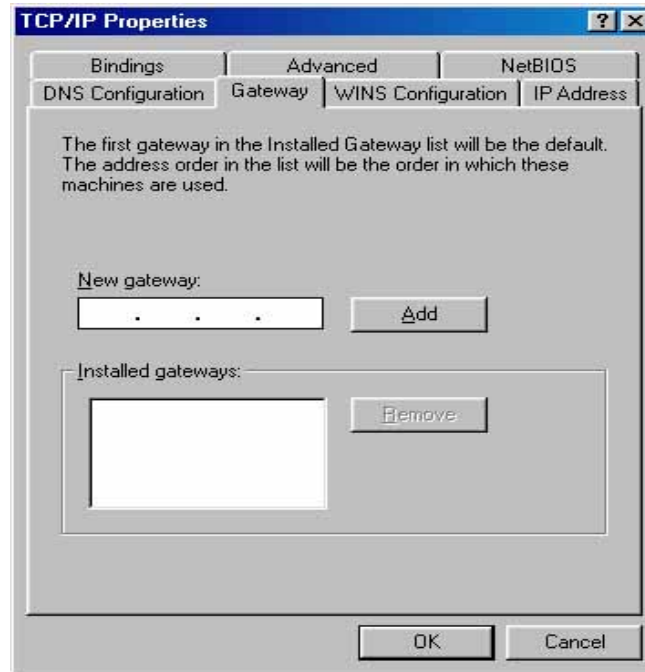 TCP/IP Properties
Bindings
Advanced
NetBIOS
DNS Configuration
Gateway
WINS Configuration
IP Address
The first gateway in the Installed Gateway list will be the default.
The address order in the list will be the order in which these
machines are used.
New gateway:
. . .
Add
Installed gateways:
Remove
OK
Cancel